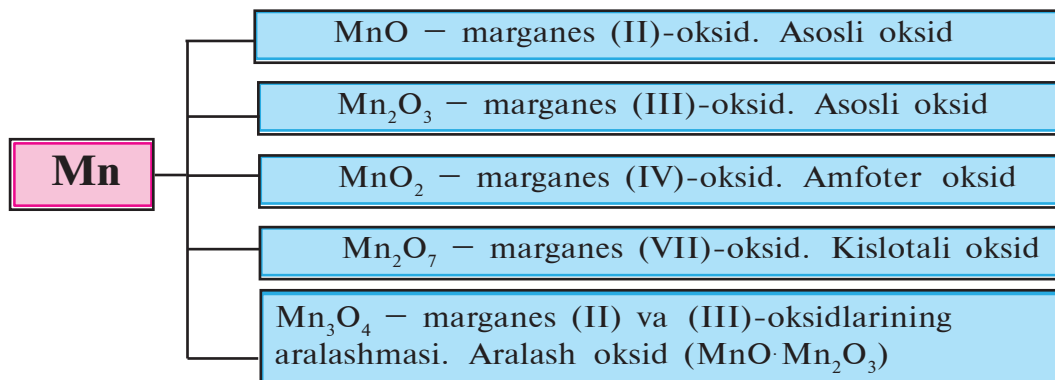 MnO – marganes (II)-oksid. Asosli oksid
Mn₂O₃ – marganes (III)-oksid. Asosli oksid
Mn
MnO₂ – marganes (IV)-oksid. Amfoter oksid
Mn₂O₇ – marganes (VII)-oksid. Kislotali oksid
Mn₃O₄ – marganes (II) va (III)-oksidlarining
aralashmasi. Aralash oksid (MnO·Mn₂O₃)